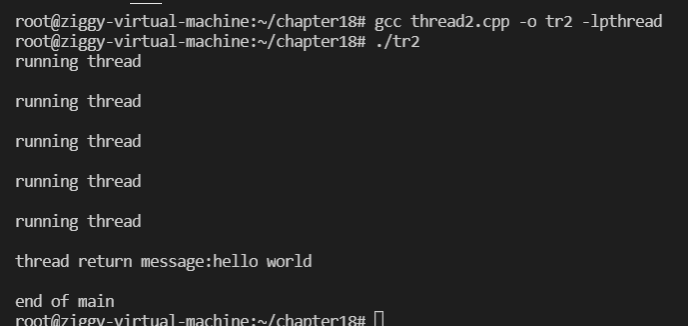 root@ziggy-virtual-machine:~/chapter18# gcc thread2.cpp -o tr2 -lpthread
root@ziggy-virtual-machine:~/chapter18# ./tr2
running thread
running thread
running thread
running thread
running thread
thread return message:hello world
end of main
root@ziggy-virtual-machine:~/chapter18#